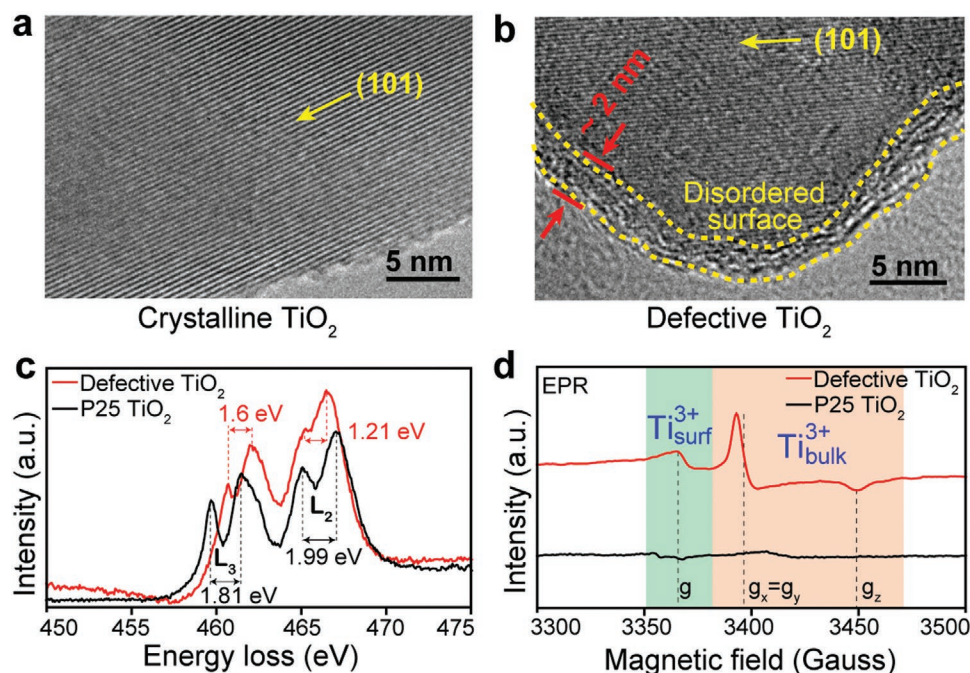 a
(101)
5 nm
Crystalline TiO2
b
(101)
~ 2 nm
Disordered
surface
5 nm
Defective TiO2
c
Defective TiO2
P25 TiO2
1.6 eV
1.21 eV
L2
1.99 eV
L3
1.81 eV
450 455 460 465 470 475
Energy loss (eV)
Intensity (a.u.)
d
EPR
Defective TiO2
P25 TiO2
Ti3+surf
Ti3+bulk
g
gx=gy
gz
3300 3350 3400 3450 3500
Magnetic field (Gauss)
Intensity (a.u.)